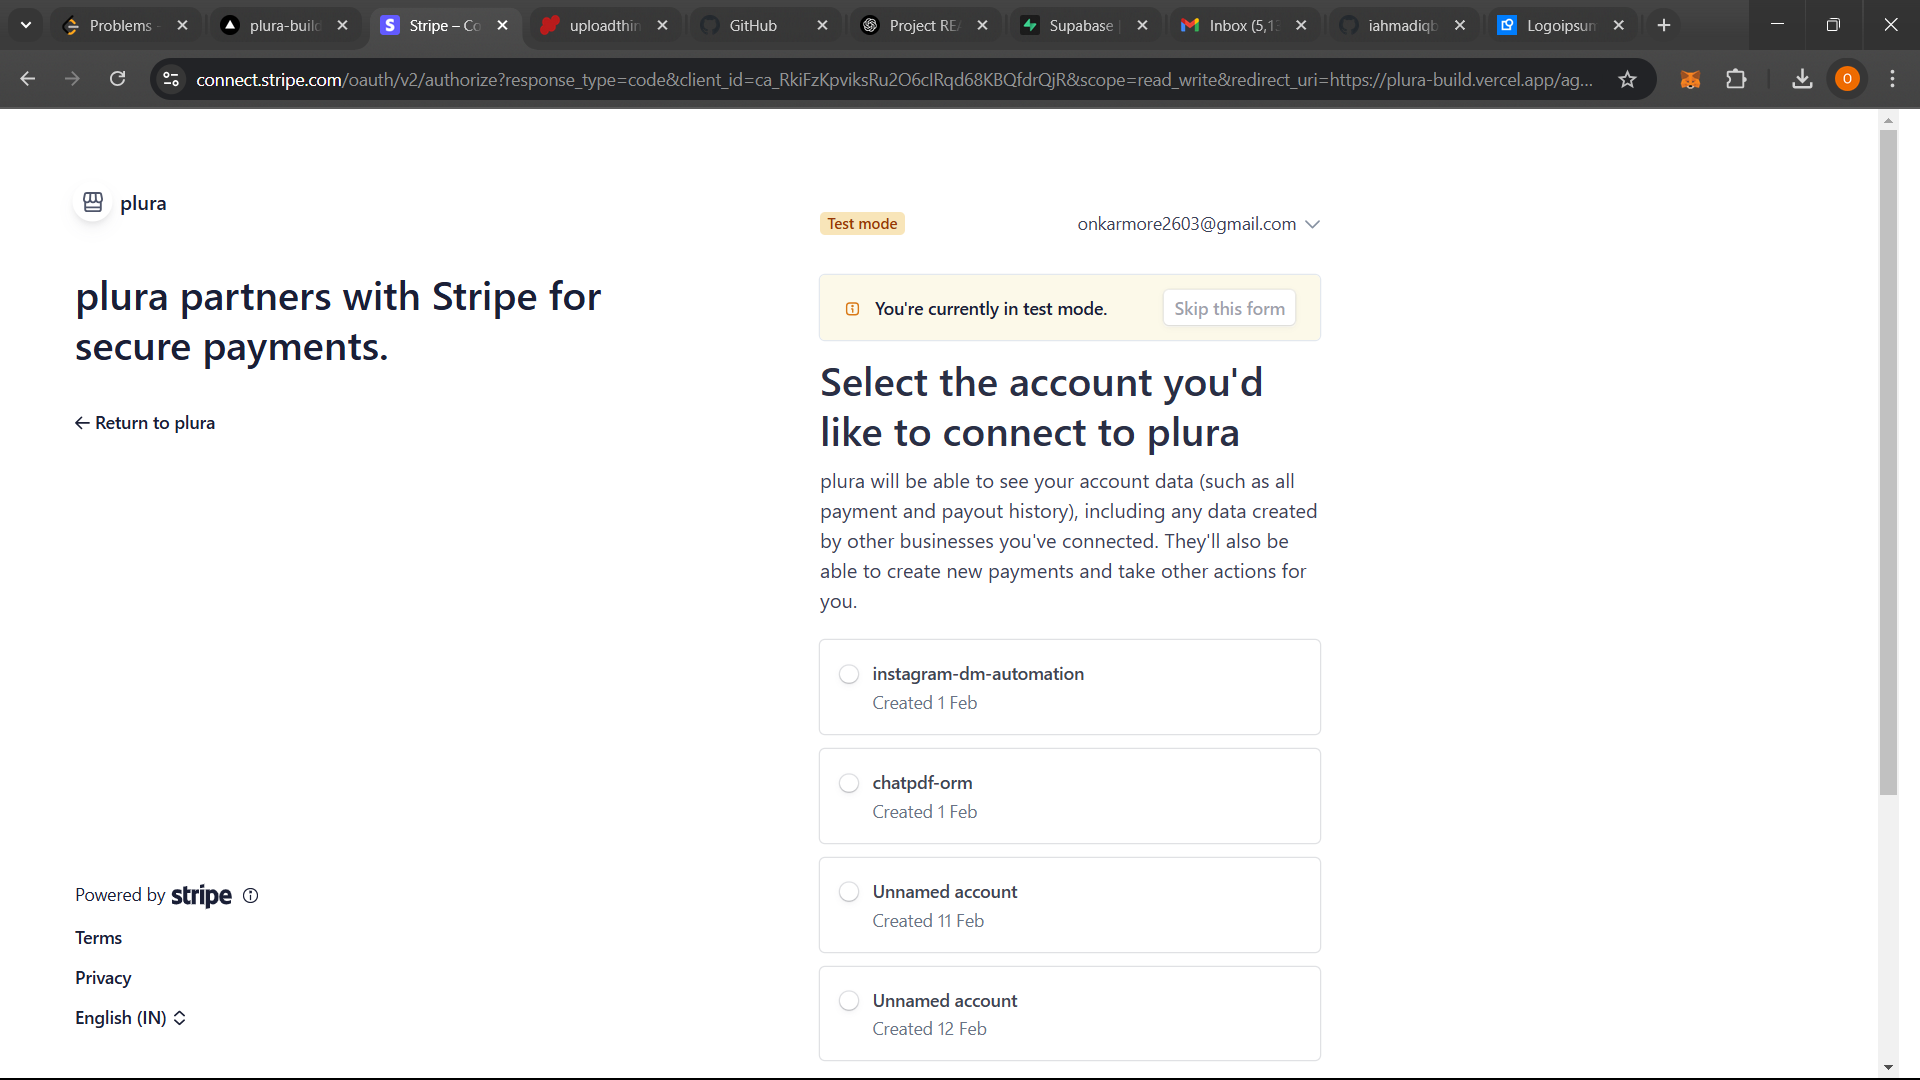 Problems
plura-build
Stripe – Co
uploadthin
GitHub
Project RE
Supabase
Inbox (5,13
iahmadiqb
Logoipsum
connect.stripe.com/oauth/v2/authorize?response_type=code&client_id=ca_RkiFzKpviksRu2O6cIRqd68KBQfdrQjR&scope=read_write&redirect_uri=https://plura-build.vercel.app/ag...
O
plura
plura partners with Stripe for
secure payments.
← Return to plura
Powered by stripe
Terms
Privacy
English (IN)
Test mode
onkarmore2603@gmail.com
You're currently in test mode.
Skip this form
Select the account you'd
like to connect to plura
plura will be able to see your account data (such as all
payment and payout history), including any data created
by other businesses you've connected. They'll also be
able to create new payments and take other actions for
you.
instagram-dm-automation
Created 1 Feb
chatpdf-orm
Created 1 Feb
Unnamed account
Created 11 Feb
Unnamed account
Created 12 Feb